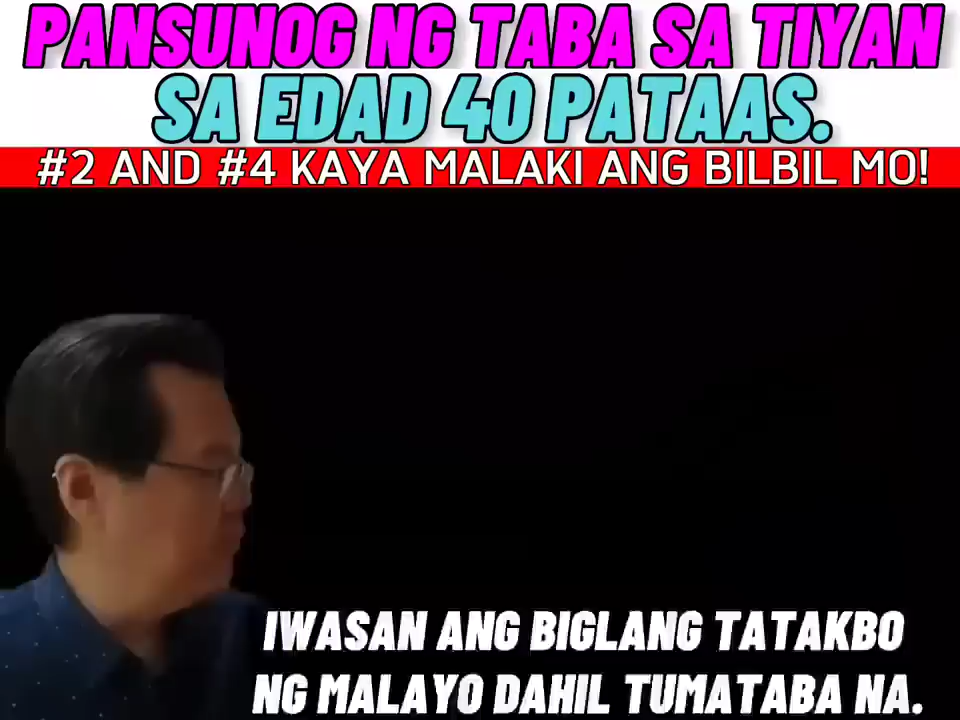 PANSUNOG NG TABA SA TIYAN
SA EDAD 40 PATAAS.
#2 AND #4 KAYA MALAKI ANG BILBIL MO!
IWASAN ANG BIGLANG TATAKBO
NG MALAYO DAHIL TUMATABA NA.